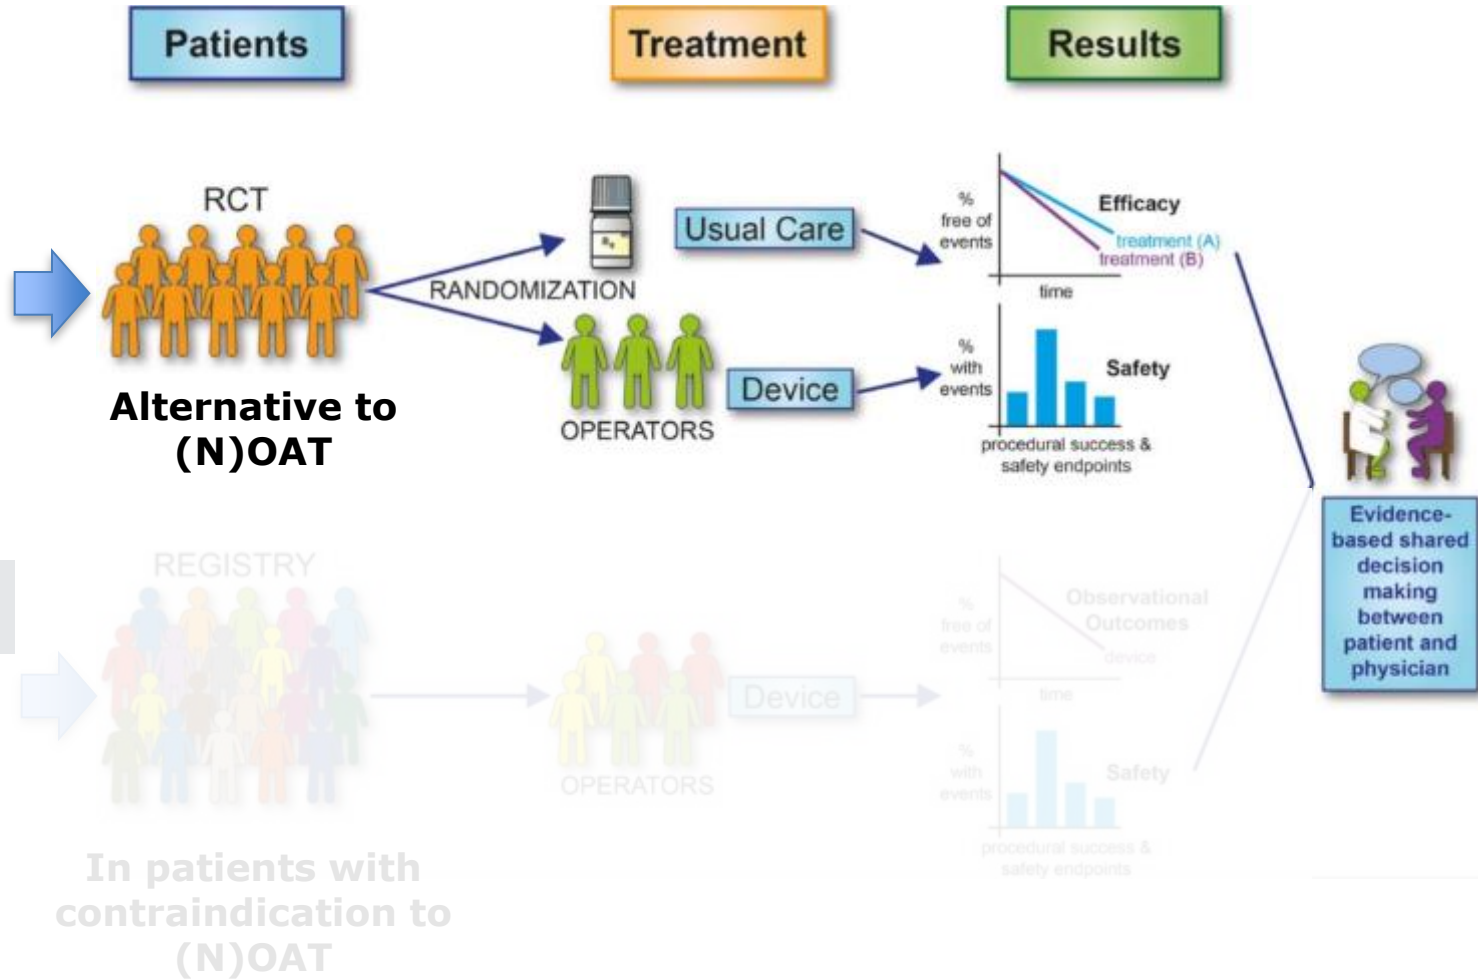 Patients
Treatment
Results
RCT
RANDOMIZATION
Usual Care
OPERATORS
Device
Alternative to
(N)OAT
%
free of
events
Efficacy
treatment (A)
treatment (B)
time
%
with
events
Safety
procedural success &
safety endpoints
Evidence-
based shared
decision
making
between
patient and
physician
REGISTRY
OPERATORS
Device
%
free of
events
Observational
Outcomes
device
time
%
with
events
Safety
procedural success &
safety endpoints
In patients with
contraindication to
(N)OAT